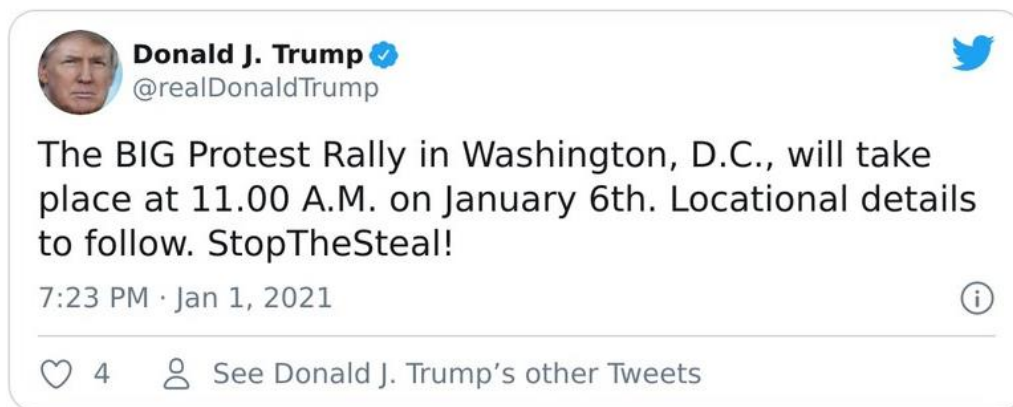 Donald J. Trump
@realDonaldTrump
The BIG Protest Rally in Washington, D.C., will take
place at 11.00 A.M. on January 6th. Locational details
to follow. StopTheSteal!
7:23 PM · Jan 1, 2021
4 See Donald J. Trump’s other Tweets